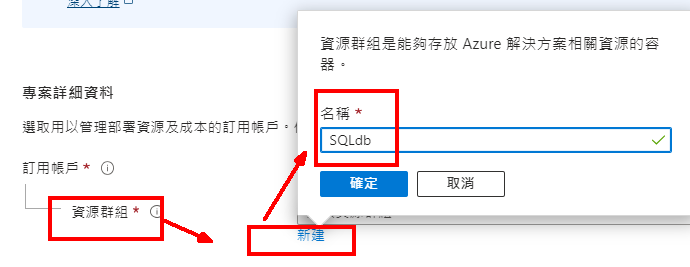 深入了解
資源群組是能夠存放 Azure 解決方案相關資源的容
器。
專案詳細資料
選取用以管理部署資源及成本的訂用帳戶。
名稱 *
SQLdb
訂用帳戶 *
確定
取消
資源群組 *
新建